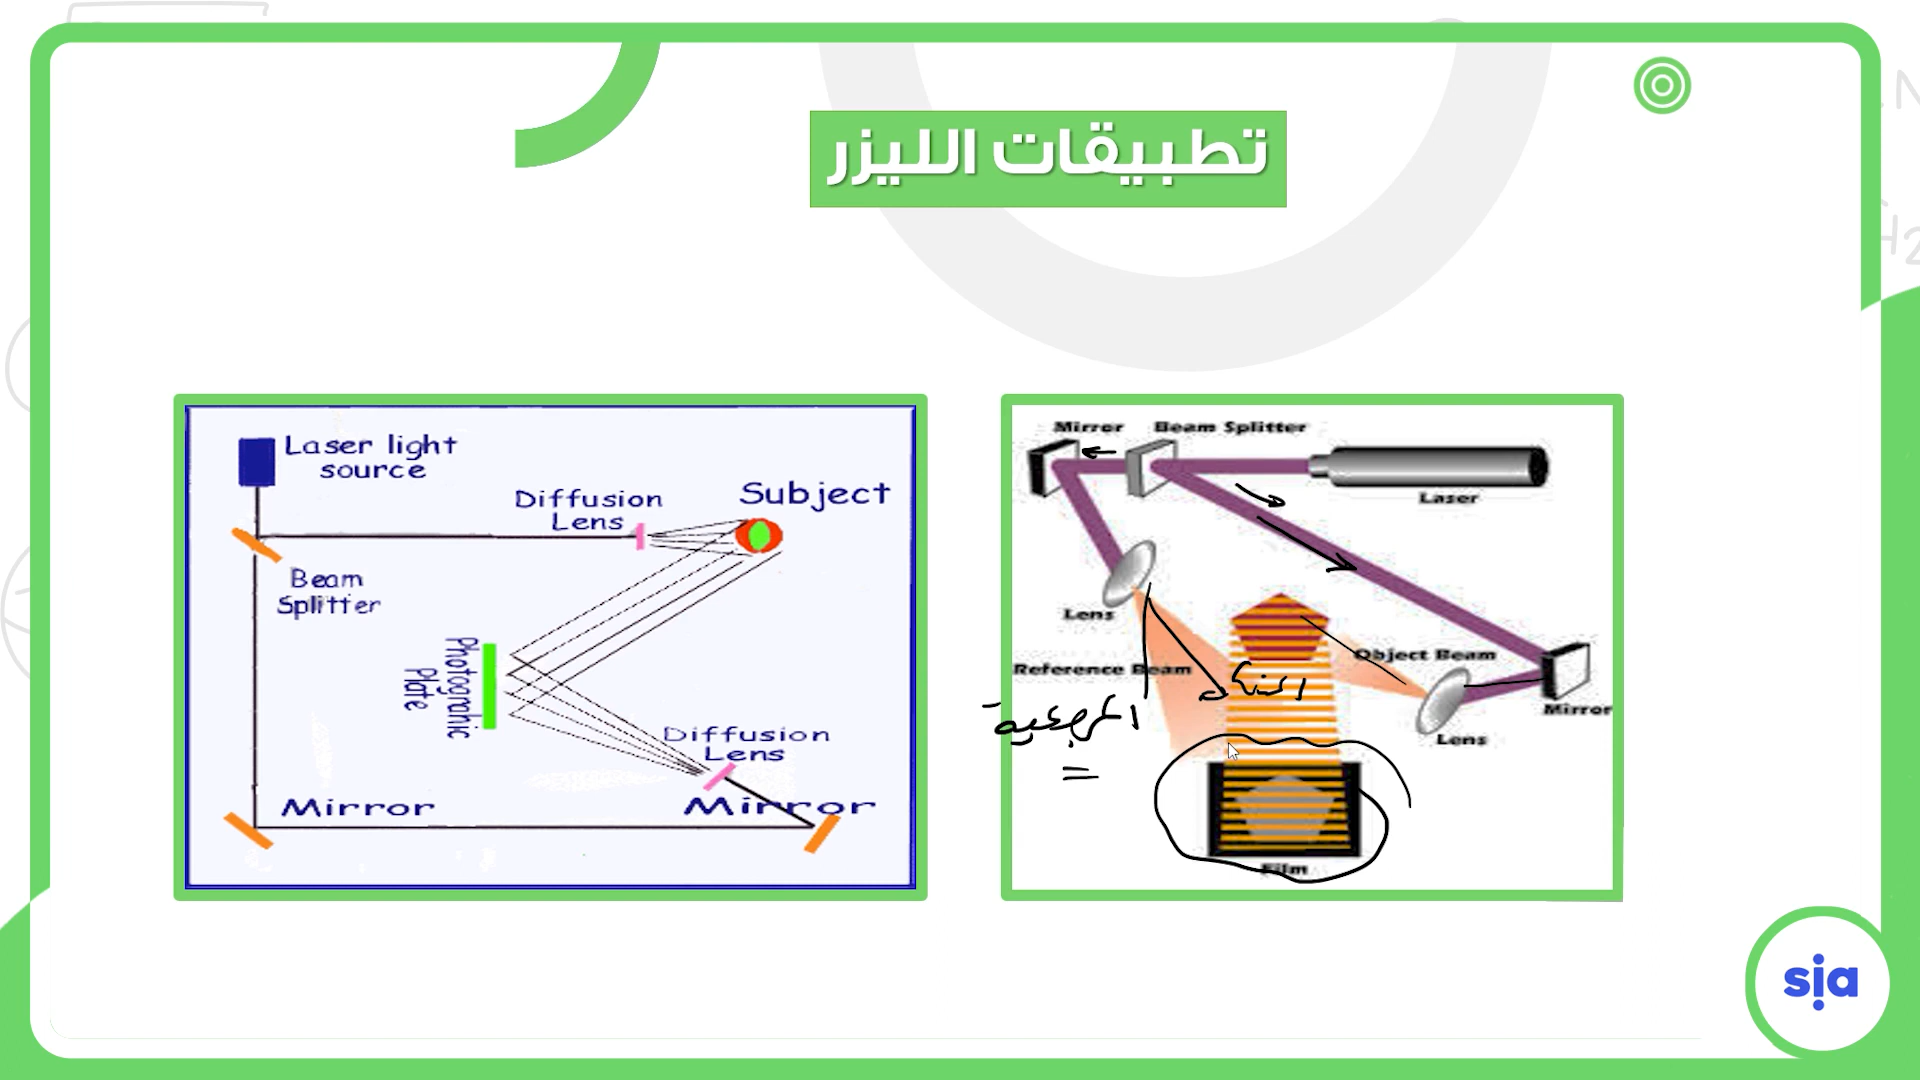 تطبيقات الليزر
Laser light
source
Diffusion
Lens
Subject
Beam
Splitter
Photographic
Plate
Diffusion
Lens
Mirror
Mirror
Mirror
Beam Splitter
Laser
Lens
Reference Beam
Object Beam
المرجعية
Mirror
Lens
Film
sia